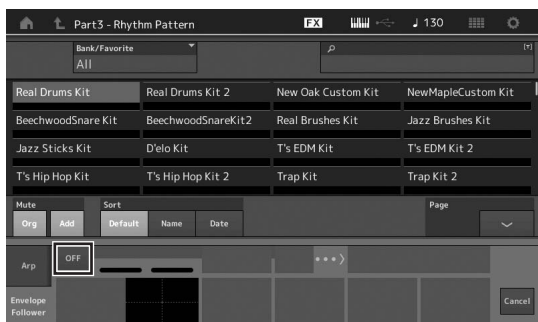 Part3 - Rhythm Pattern FX 130
Bank/Favorite
All
Real Drums Kit Real Drums Kit 2 New Oak Custom Kit NewMapleCustom Kit
BeechwoodSnare Kit BeechwoodSnareKit2 Real Brushes Kit Jazz Brushes Kit
Jazz Sticks Kit D'elo Kit T's EDM Kit T's EDM Kit 2
T's Hip Hop Kit T's Hip Hop Kit 2 Trap Kit Trap Kit 2
Mute Sort Page
Org Add Default Name Date
OFF
Arp
Envelope
Follower
Cancel